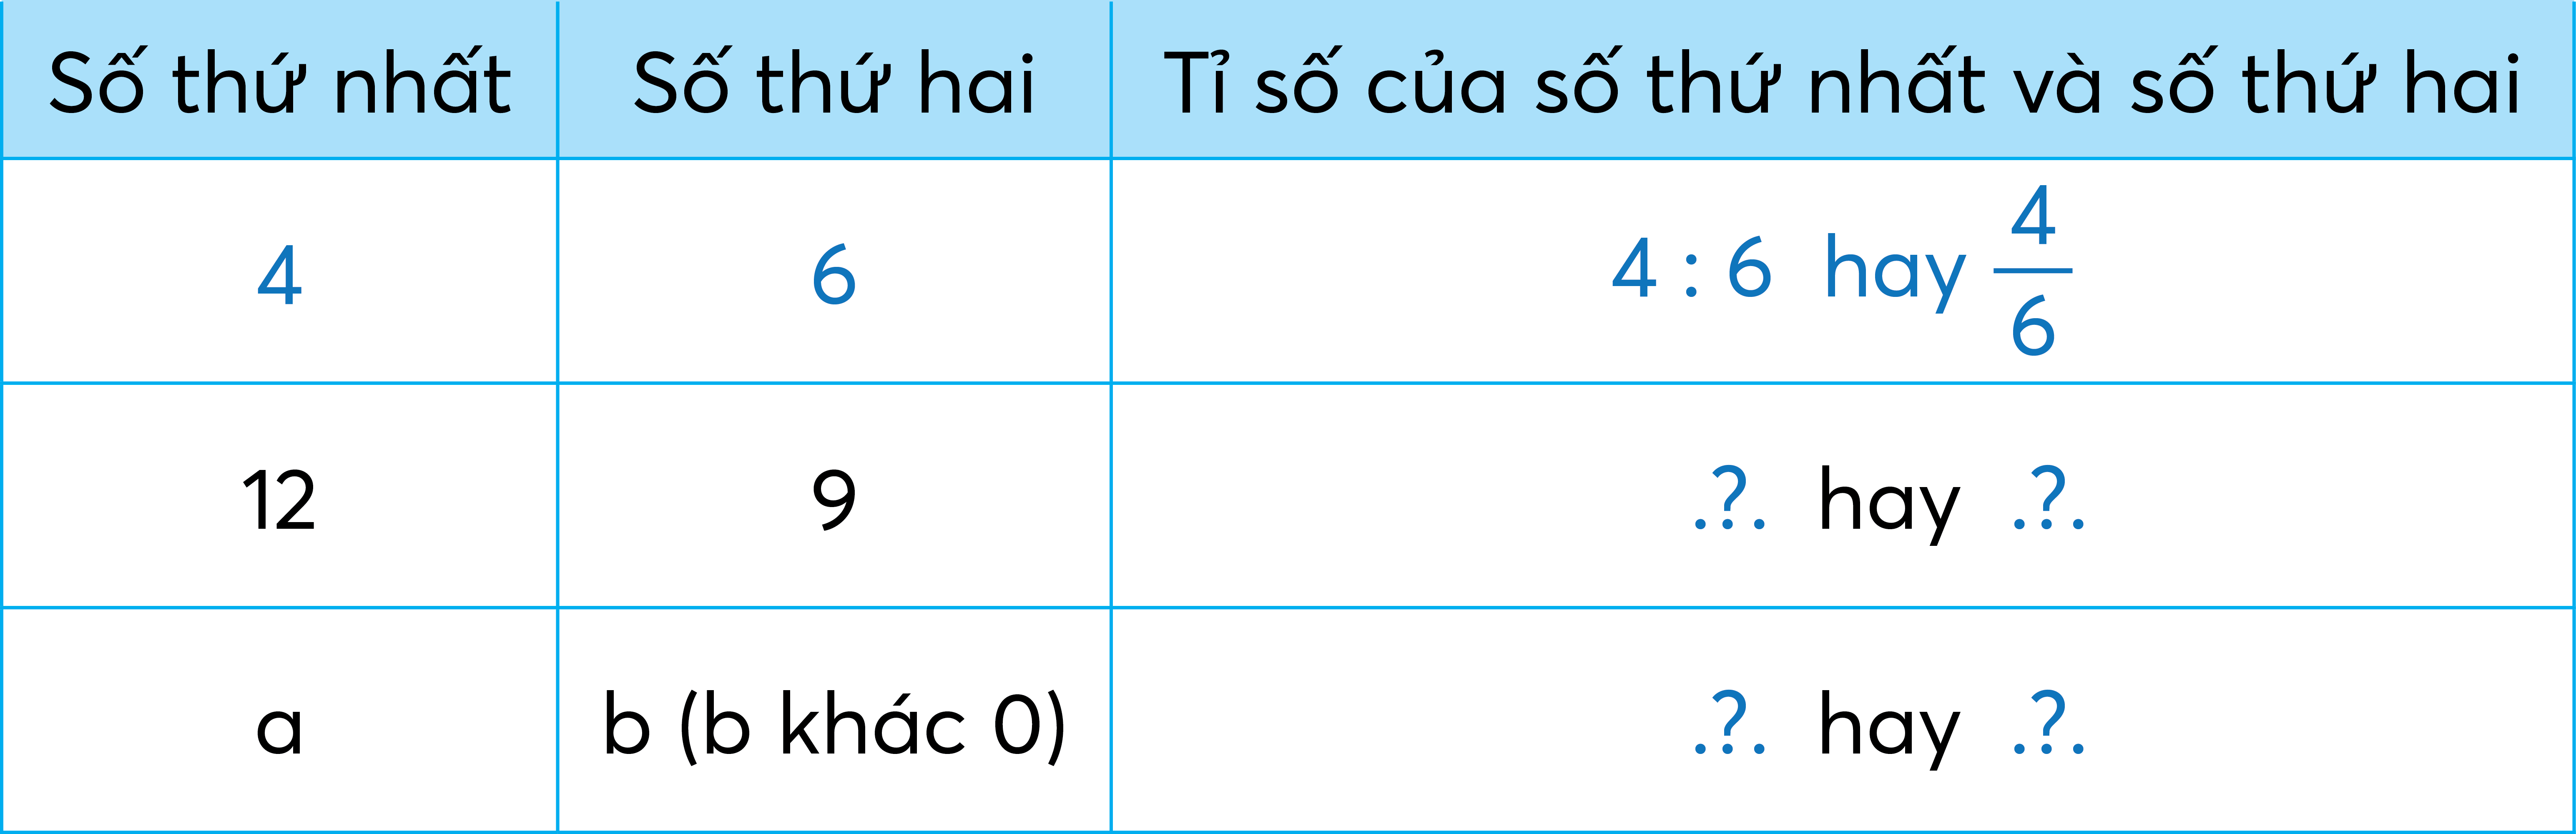 Số thứ nhất Số thứ hai Tỉ số của số thứ nhất và số thứ hai
4 6 4 : 6 hay 4/6
12 9 .?. hay .?.
a b (b khác 0) .?. hay .?.